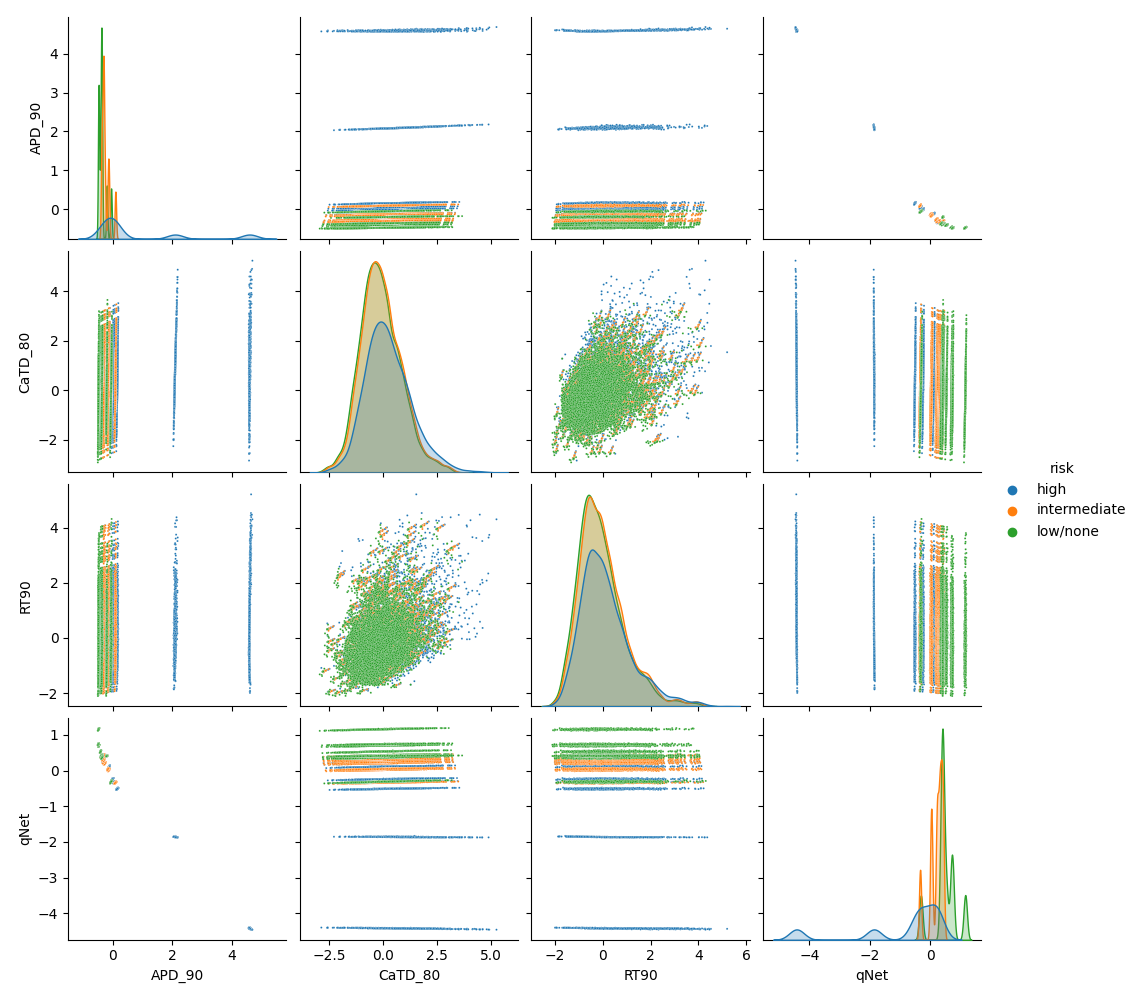 APD_90
4
3
2
1
0
CaTD_80
4
2
0
−2
RT90
4
2
0
−2
qNet
1
0
−1
−2
−3
−4
0 2 4
APD_90
−2.5 0.0 2.5 5.0
CaTD_80
−2 0 2 4 6
RT90
−4 −2 0
qNet
risk
high
intermediate
low/none